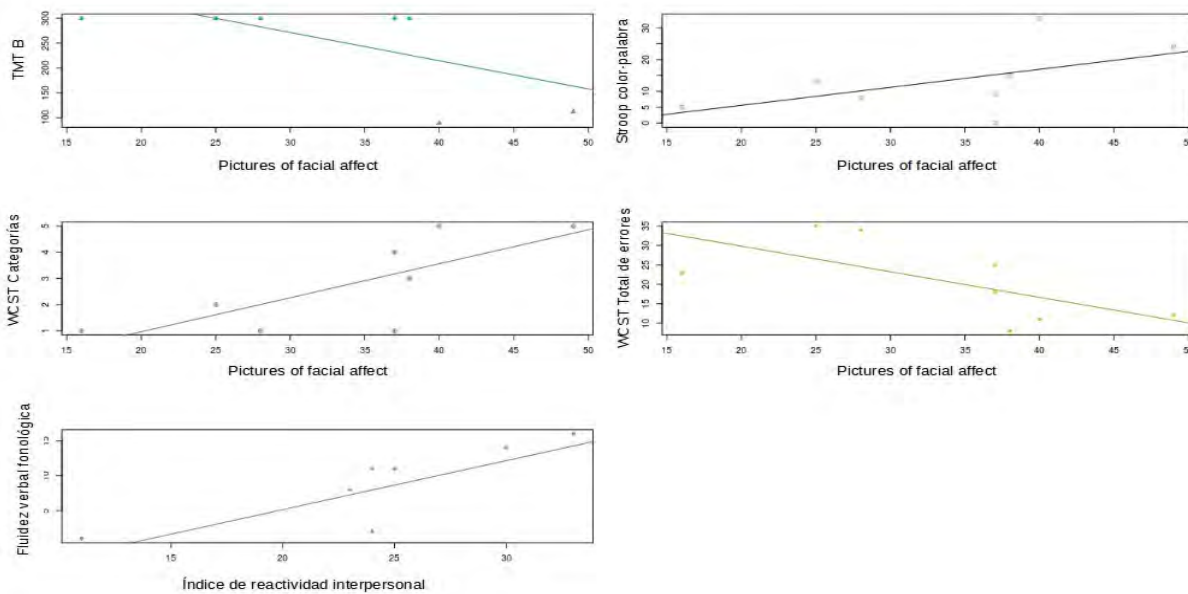 TMT B
300
250
200
150
100
15 20 25 30 35 40 45 50
Pictures of facial affect
Stroop color-palabra
30
20
10
5
0
15 20 25 30 35 40 45
Pictures of facial affect
WCST Categorías
5
4
3
2
1
15 20 25 30 35 40 45 50
Pictures of facial affect
WCST Total de errores
35
30
25
20
15
10
15 20 25 30 35 40 45
Pictures of facial affect
Fluidez verbal fonológica
10
15 20 25 30
Índice de reactividad interpersonal